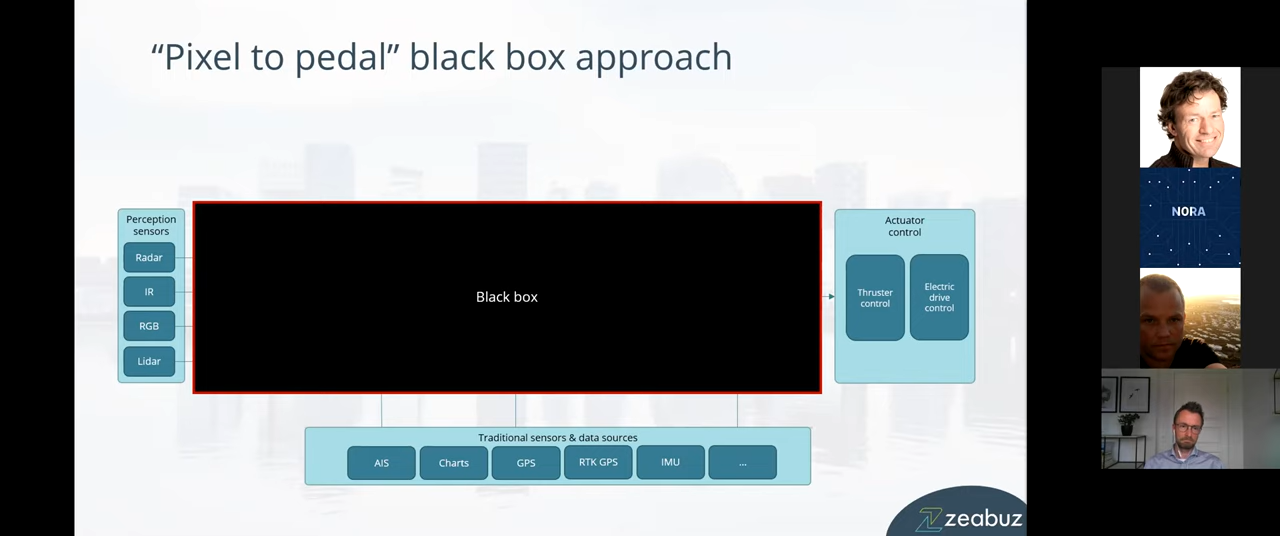 “Pixel to pedal” black box approach
Perception
sensors
Radar
IR
RGB
Lidar
Black box
Actuator
control
Thruster
control
Electric
drive
control
Traditional sensors & data sources
AIS
Charts
GPS
RTK GPS
IMU
...
zeabuz
NORA